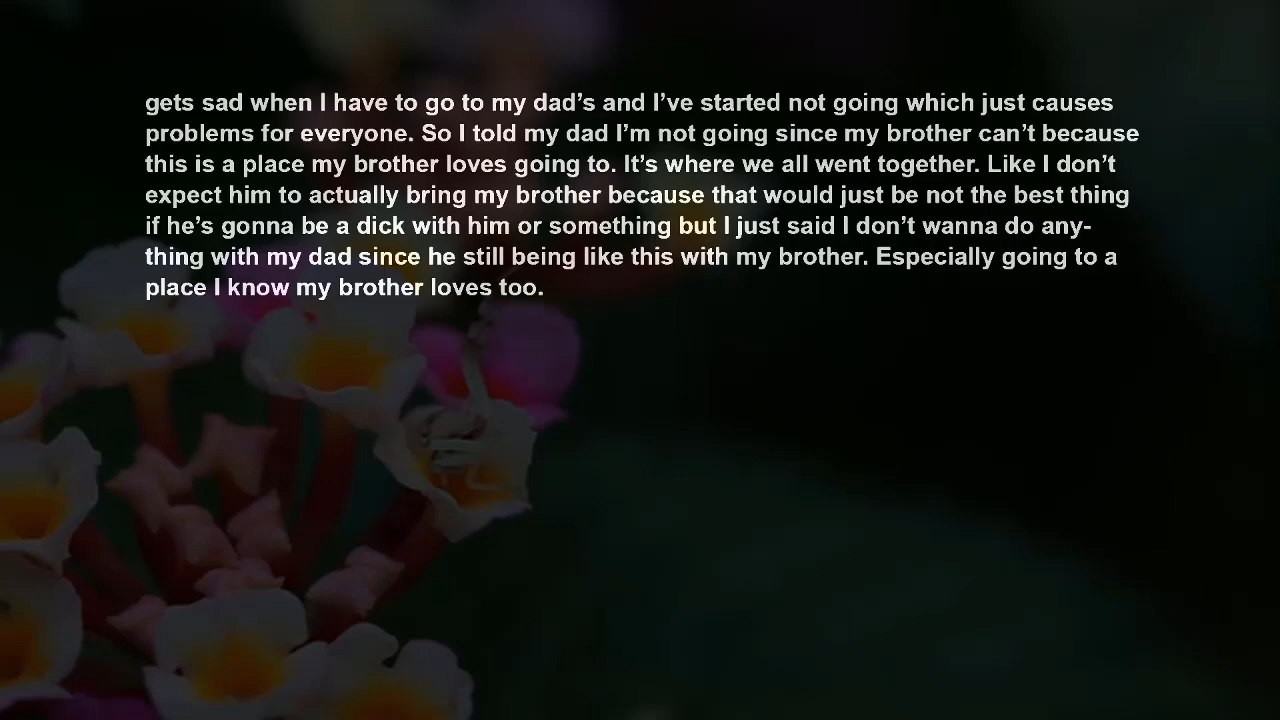 gets sad when I have to go to my dad’s and I’ve started not going which just causes
problems for everyone. So I told my dad I’m not going since my brother can’t because
this is a place my brother loves going to. It’s where we all went together. Like I don’t
expect him to actually bring my brother because that would just be not the best thing
if he’s gonna be a dick with him or something but I just said I don’t wanna do any-
thing with my dad since he still being like this with my brother. Especially going to a
place I know my brother loves too.